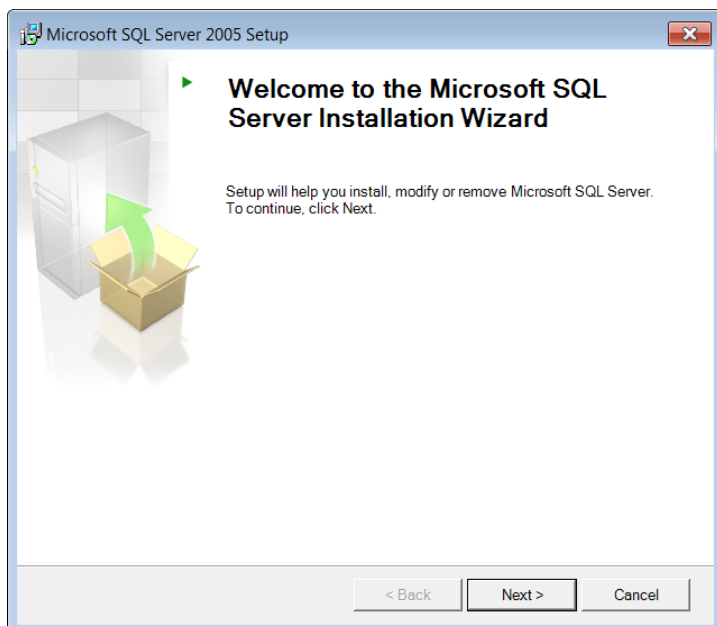 Microsoft SQL Server 2005 Setup
Welcome to the Microsoft SQL
Server Installation Wizard
Setup will help you install, modify or remove Microsoft SQL Server.
To continue, click Next.
< Back
Next >
Cancel